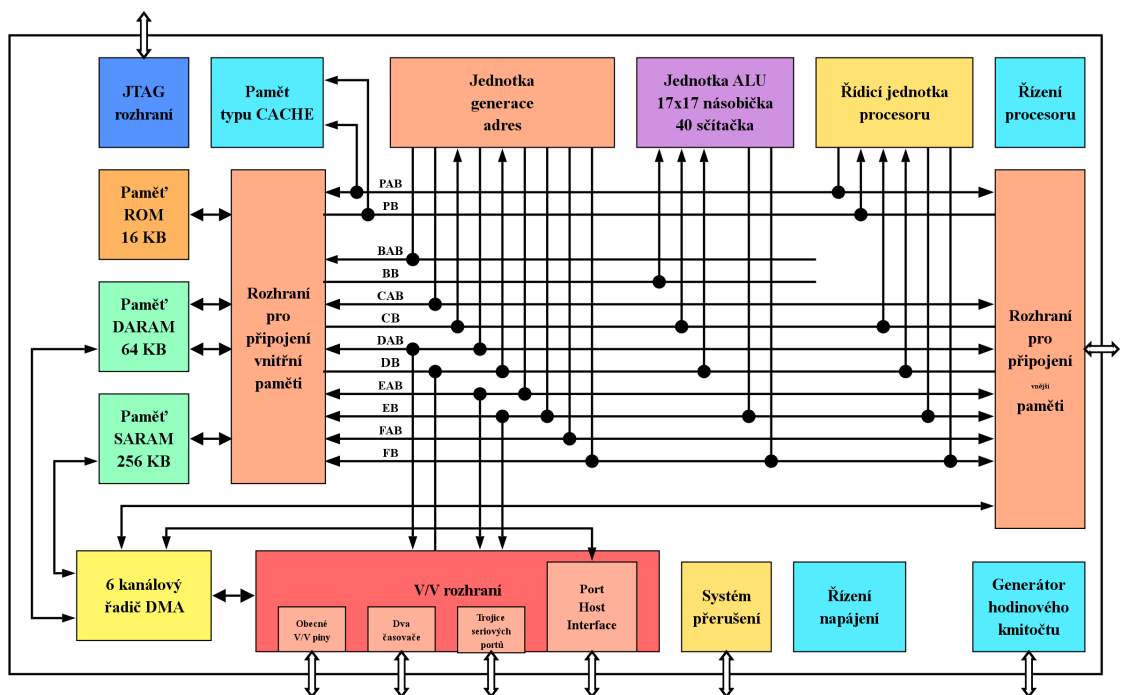 JTAG
rozhraní
Pamět
typu CACHE
Jednotka
generace
adres
Jednotka ALU
17x17 násobička
40 sčítačka
Řídicí jednotka
procesoru
Řízení
procesoru
Paměť
ROM
16 KB
Paměť
DARAM
64 KB
Paměť
SARAM
256 KB
Rozhraní
pro
připojení
vnitřní
paměti
PAB
PB
BAB
BB
CAB
CB
DAB
DB
EAB
EB
FAB
FB
Rozhraní
pro
připojení
vnější
paměti
6 kanálový
řadič DMA
V/V rozhraní
Obecné
V/V piny
Dva
časovače
Trojice
seriových
portů
Port
Host
Interface
Systém
přerušení
Řízení
napájení
Generátor
hodinového
kmitočtu